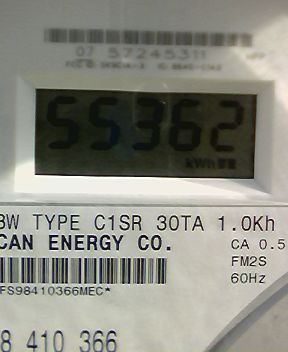 07 57245311
55362
kWh
3W TYPE C1SR 30TA 1.0Kh
CAN ENERGY CO.
CA 0.5
FM2S
60Hz
FS98410366MEC*
8 410 366